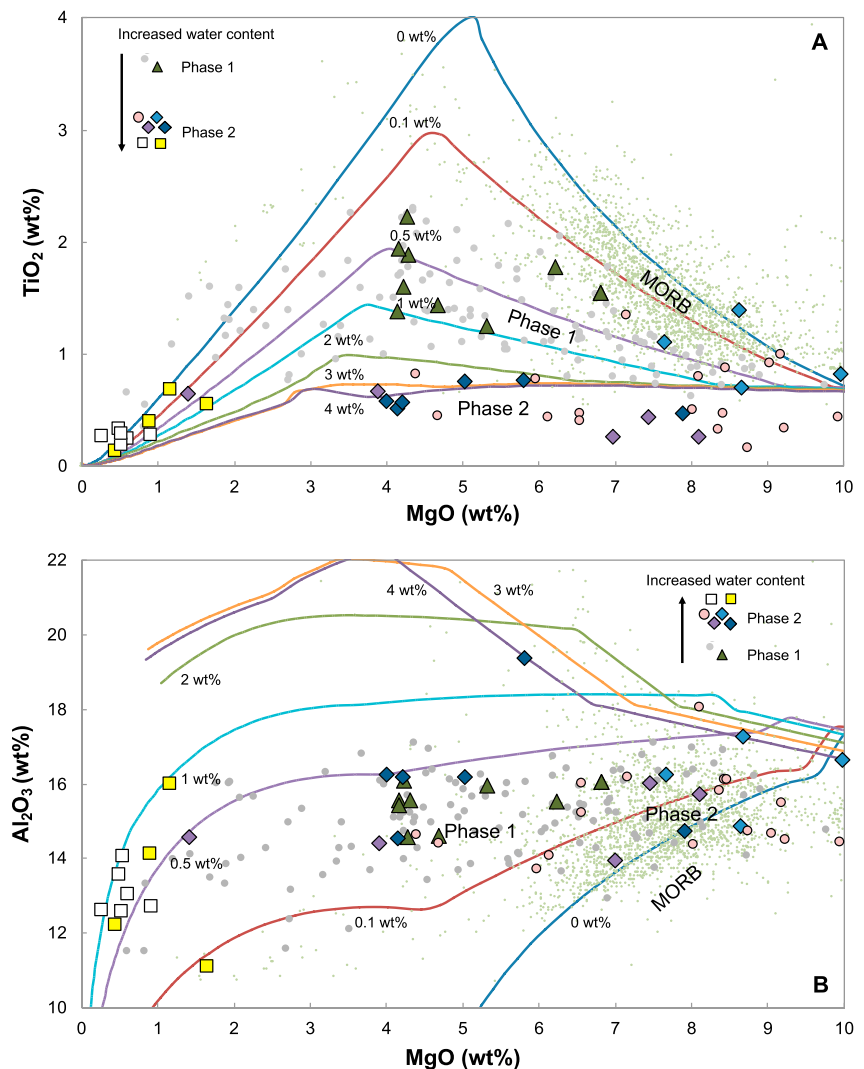 4
3
2
1
0
TiO₂ (wt%)
Increased water content
Phase 1
Phase 2
A
0 wt%
0.1 wt%
0.5 wt%
1 wt%
2 wt%
3 wt%
4 wt%
MORB
Phase 1
Phase 2
0 1 2 3 4 5 6 7 8 9 10
MgO (wt%)
22
20
18
16
14
12
10
Al₂O₃ (wt%)
Increased water content
Phase 2
Phase 1
4 wt%
3 wt%
2 wt%
1 wt%
0.5 wt%
0.1 wt%
0 wt%
Phase 1
Phase 2
MORB
B
0 1 2 3 4 5 6 7 8 9 10
MgO (wt%)